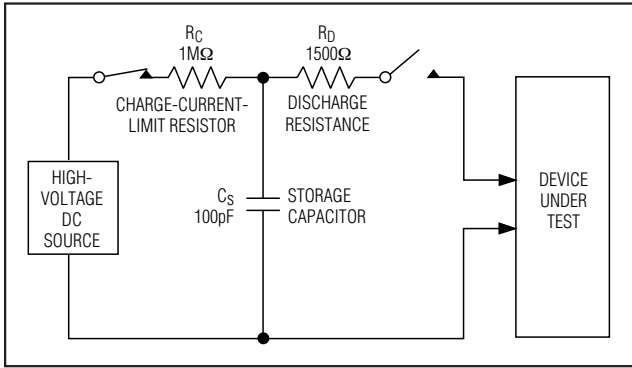 R_C
1MΩ
CHARGE-CURRENT-
LIMIT RESISTOR
R_D
1500Ω
DISCHARGE
RESISTANCE
HIGH-
VOLTAGE
DC
SOURCE
C_S
100pF
STORAGE
CAPACITOR
DEVICE
UNDER
TEST